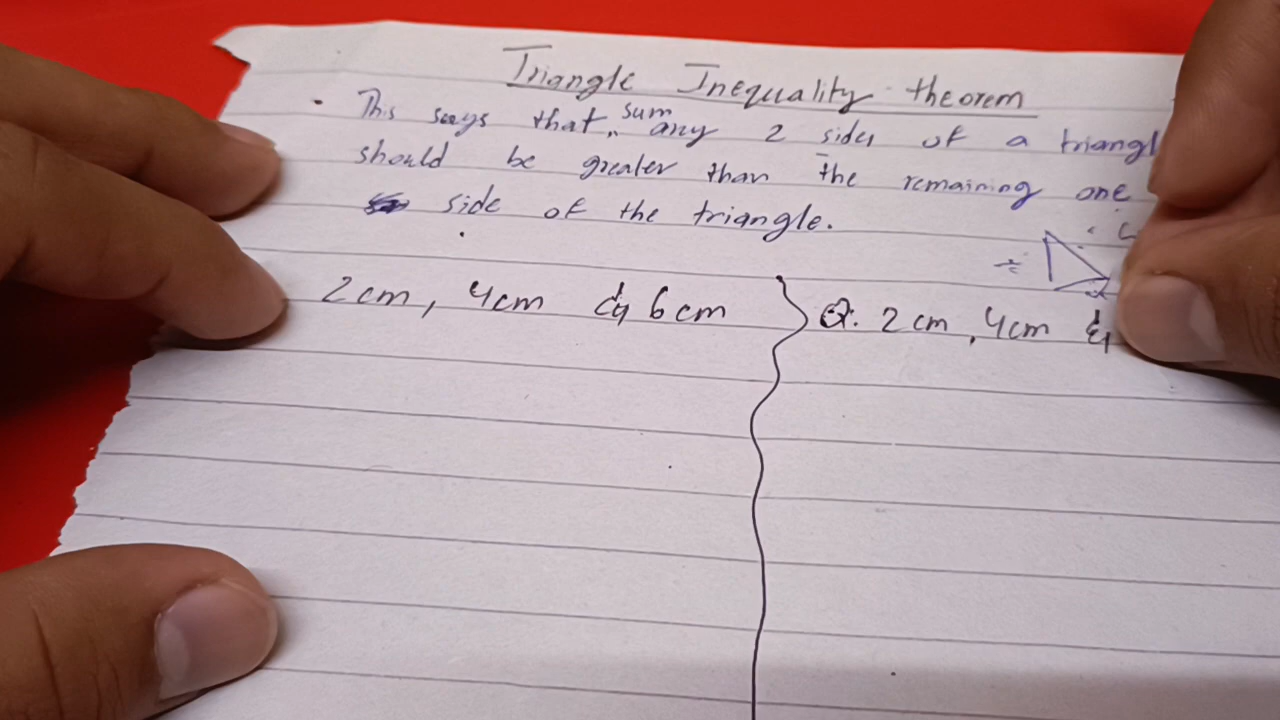 Triangle Inequality theorem
• This says that, sum any 2 sides of a triangl
should be greater than the remaining one
side of the triangle.
2cm, 4cm & 6cm
Q. 2cm, 4cm &